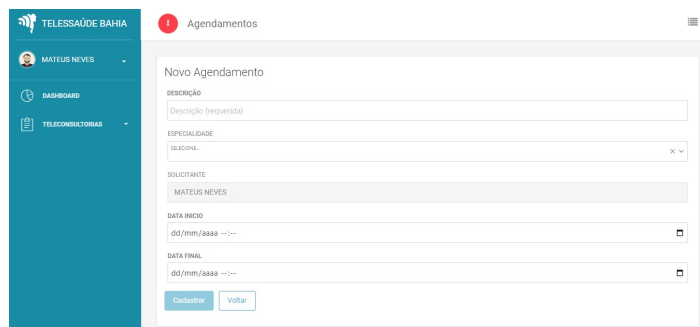 TELESSAÚDE BAHIA
i Agendamentos
MATEUS NEVES
DASHBOARD
TELECONSULTORIAS
Novo Agendamento
DESCRIÇÃO
Descrição (requerida)
ESPECIALIDADE
SELECIONE..
SOLICITANTE
MATEUS NEVES
DATA INICIO
dd/mm/aaaa --:--
DATA FINAL
dd/mm/aaaa --:--
Cadastrar Voltar